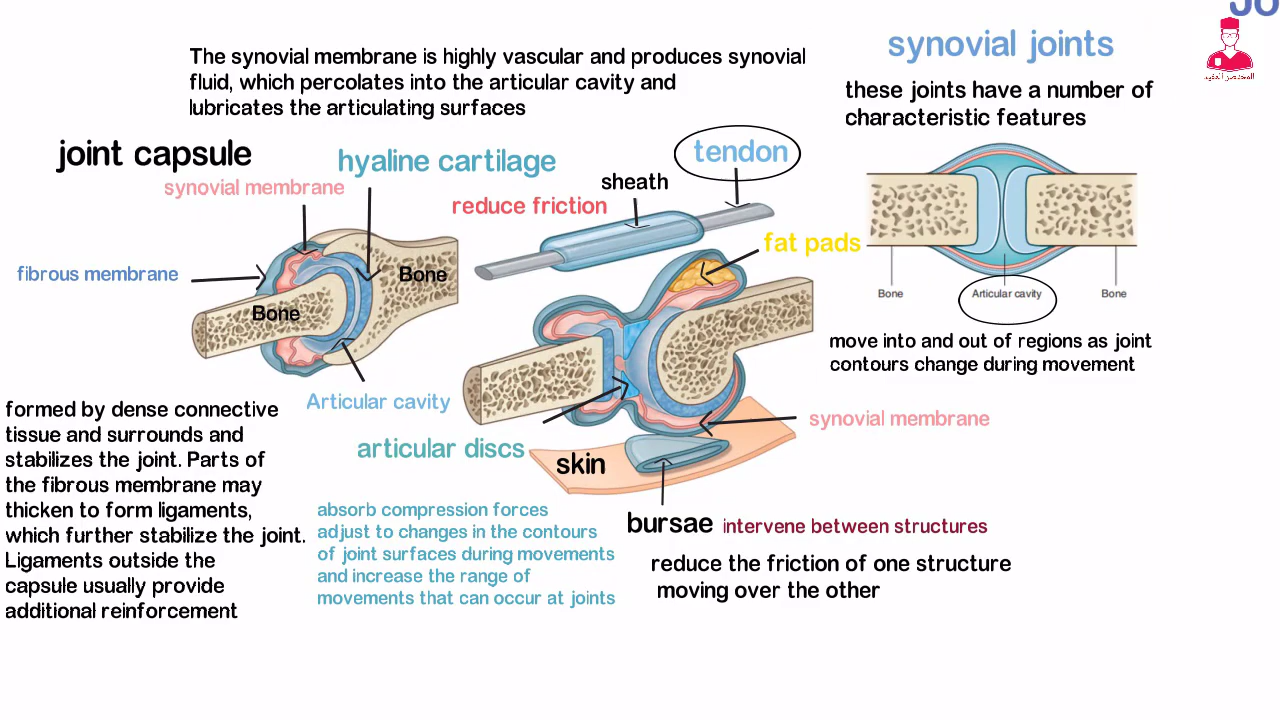 JO
synovial joints
المختصر المفيد
these joints have a number of
characteristic features
The synovial membrane is highly vascular and produces synovial
fluid, which percolates into the articular cavity and
lubricates the articulating surfaces
joint capsule
hyaline cartilage
tendon
synovial membrane
sheath
reduce friction
fat pads
fibrous membrane
Bone
Bone
Bone
Articular cavity
Bone
move into and out of regions as joint
contours change during movement
Articular cavity
synovial membrane
articular discs
skin
formed by dense connective
tissue and surrounds and
stabilizes the joint. Parts of
the fibrous membrane may
thicken to form ligaments,
which further stabilize the joint.
Ligaments outside the
capsule usually provide
additional reinforcement
absorb compression forces
adjust to changes in the contours
of joint surfaces during movements
and increase the range of
movements that can occur at joints
bursae intervene between structures
reduce the friction of one structure
moving over the other